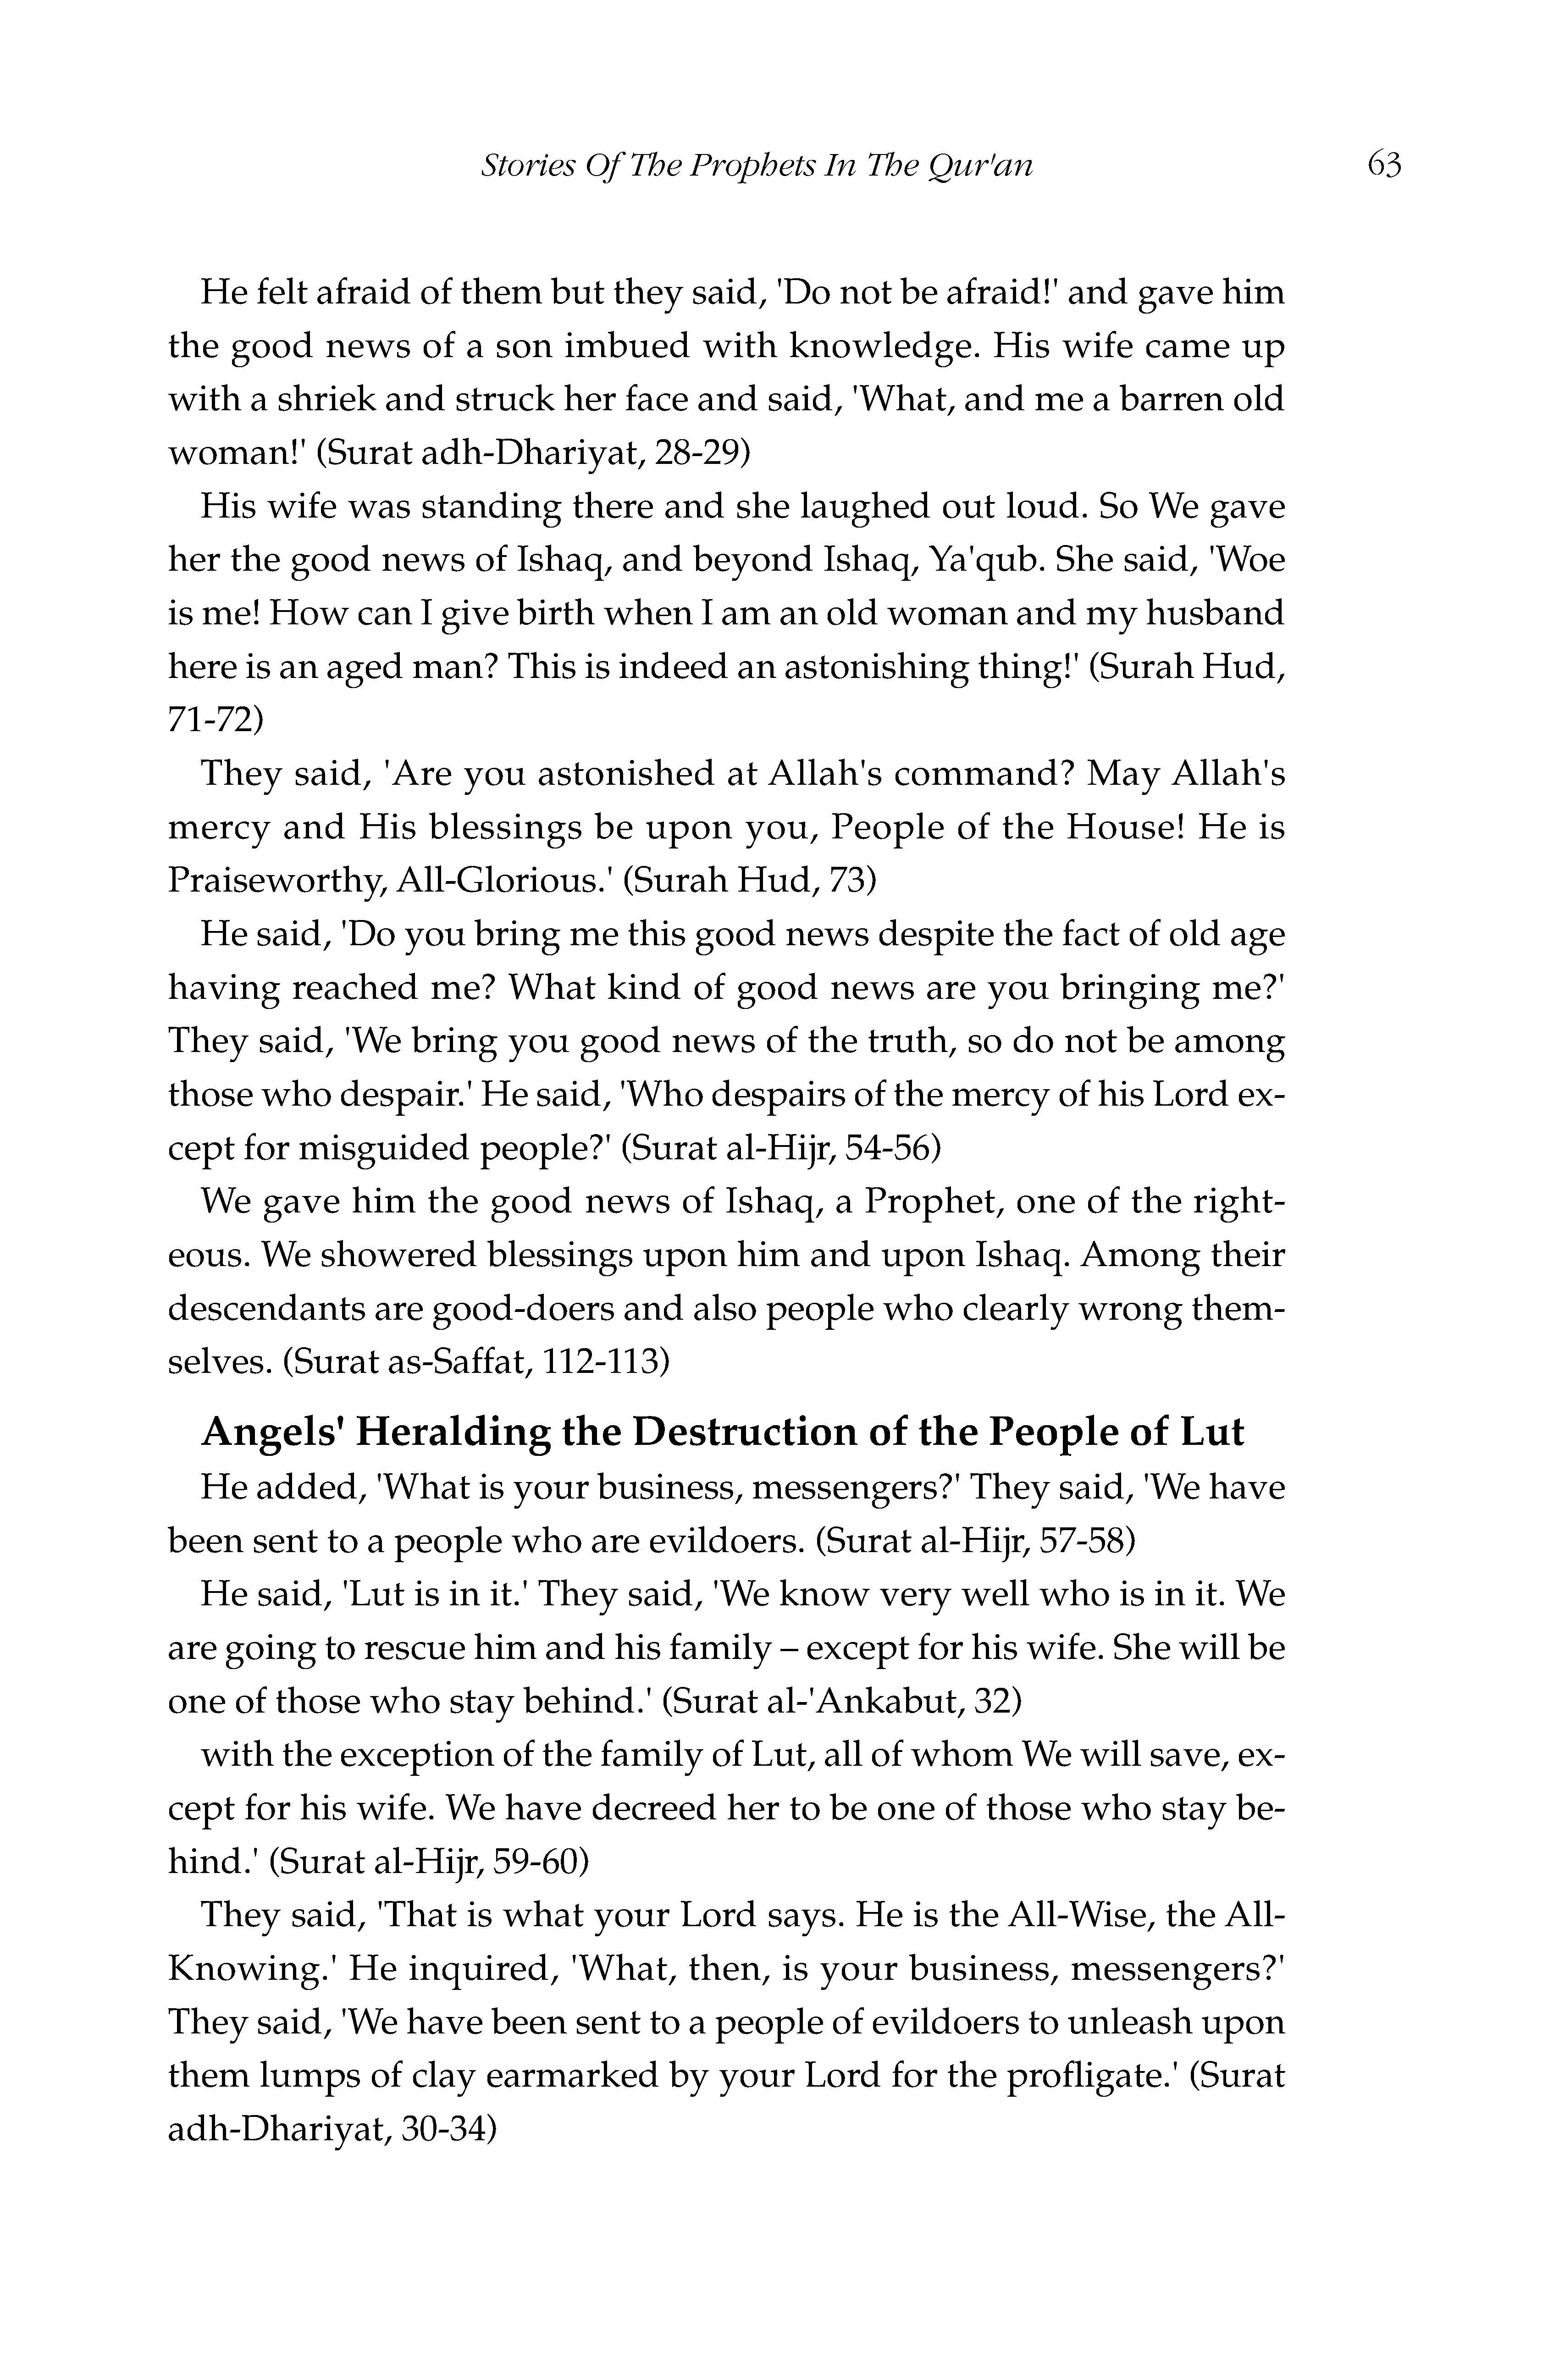 Stories Of The Prophets In The Qur'an 63
He felt afraid of them but they said, 'Do not be afraid!' and gave him
the good news of a son imbued with knowledge. His wife came up
with a shriek and struck her face and said, 'What, and me a barren old
woman!' (Surat adh-Dhariyat, 28-29)
His wife was standing there and she laughed out loud. So We gave
her the good news of Ishaq, and beyond Ishaq, Ya'qub. She said, 'Woe
is me! How can I give birth when I am an old woman and my husband
here is an aged man? This is indeed an astonishing thing!' (Surah Hud,
71-72)
They said, 'Are you astonished at Allah's command? May Allah's
mercy and His blessings be upon you, People of the House! He is
Praiseworthy, All-Glorious.' (Surah Hud, 73)
He said, 'Do you bring me this good news despite the fact of old age
having reached me? What kind of good news are you bringing me?'
They said, 'We bring you good news of the truth, so do not be among
those who despair.' He said, 'Who despairs of the mercy of his Lord ex-
cept for misguided people?' (Surat al-Hijr, 54-56)
We gave him the good news of Ishaq, a Prophet, one of the right-
eous. We showered blessings upon him and upon Ishaq. Among their
descendants are good-doers and also people who clearly wrong them-
selves. (Surat as-Saffat, 112-113)
Angels' Heralding the Destruction of the People of Lut
He added, 'What is your business, messengers?' They said, 'We have
been sent to a people who are evildoers. (Surat al-Hijr, 57-58)
He said, 'Lut is in it.' They said, 'We know very well who is in it. We
are going to rescue him and his family – except for his wife. She will be
one of those who stay behind.' (Surat al-'Ankabut, 32)
with the exception of the family of Lut, all of whom We will save, ex-
cept for his wife. We have decreed her to be one of those who stay be-
hind.' (Surat al-Hijr, 59-60)
They said, 'That is what your Lord says. He is the All-Wise, the All-
Knowing.' He inquired, 'What, then, is your business, messengers?'
They said, 'We have been sent to a people of evildoers to unleash upon
them lumps of clay earmarked by your Lord for the profligate.' (Surat
adh-Dhariyat, 30-34)